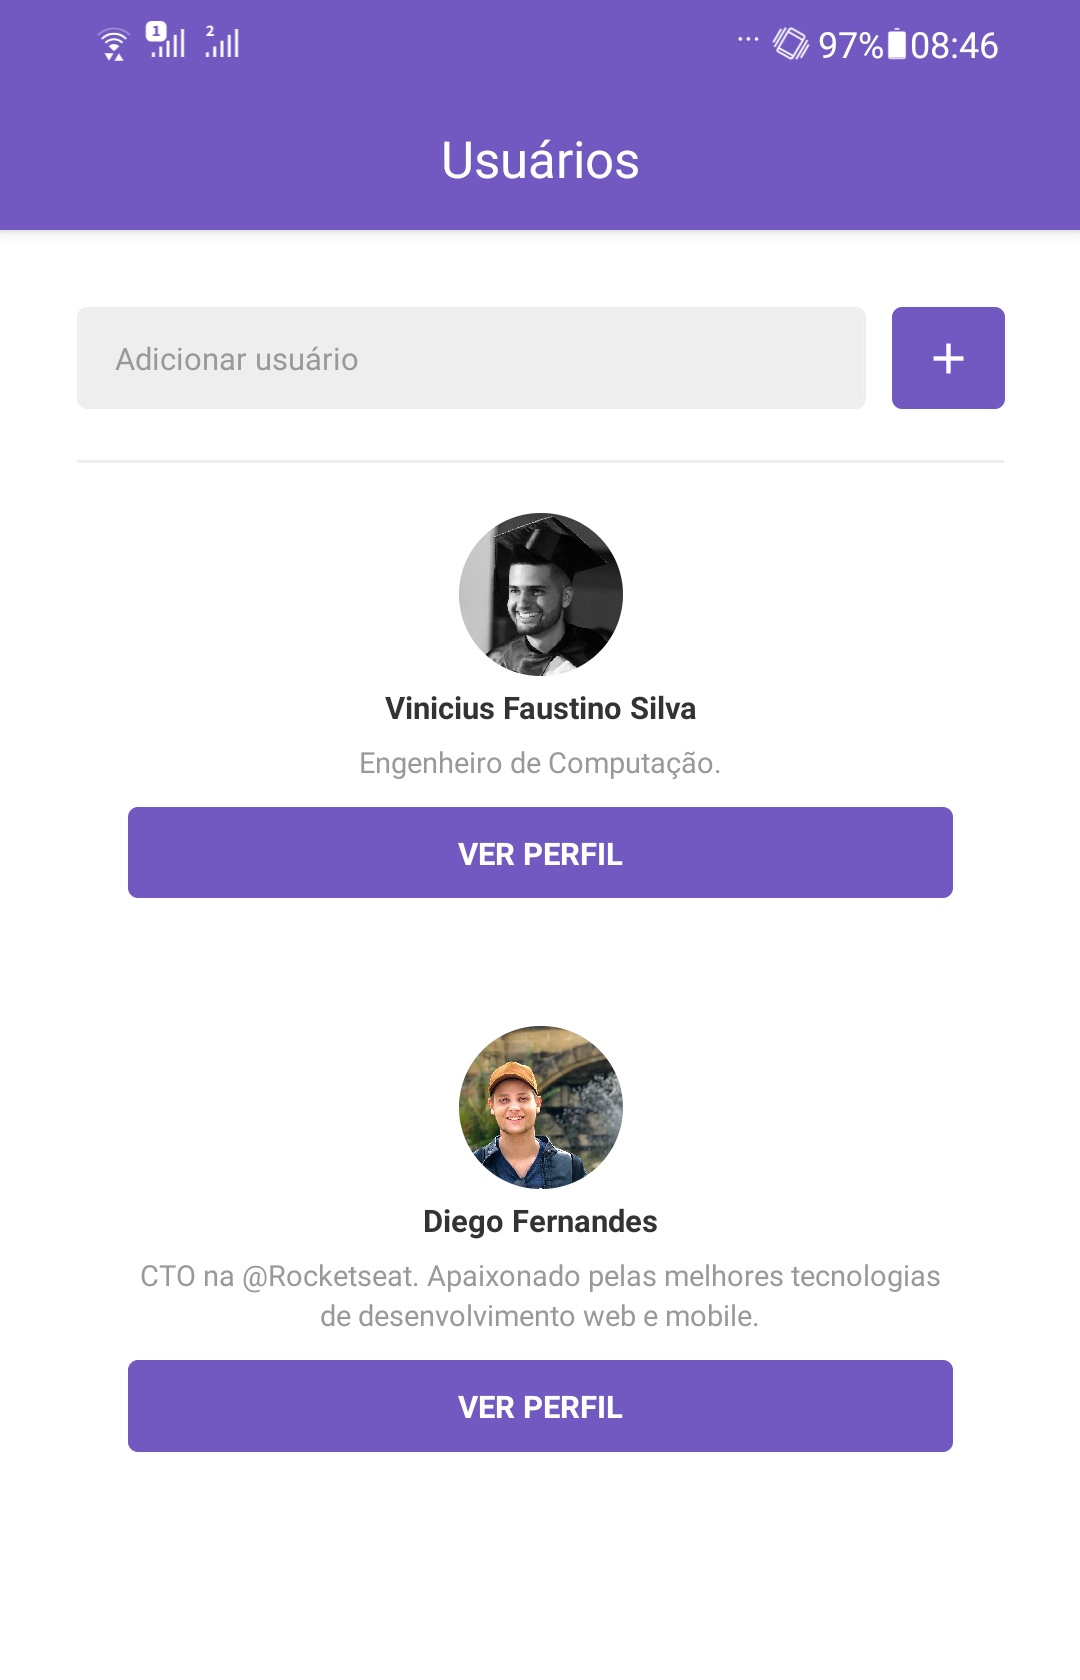 1 2 ... 97% 08:46
Usuários
Adicionar usuário
+
Vinicius Faustino Silva
Engenheiro de Computação.
VER PERFIL
Diego Fernandes
CTO na @Rocketseat. Apaixonado pelas melhores tecnologias
de desenvolvimento web e mobile.
VER PERFIL